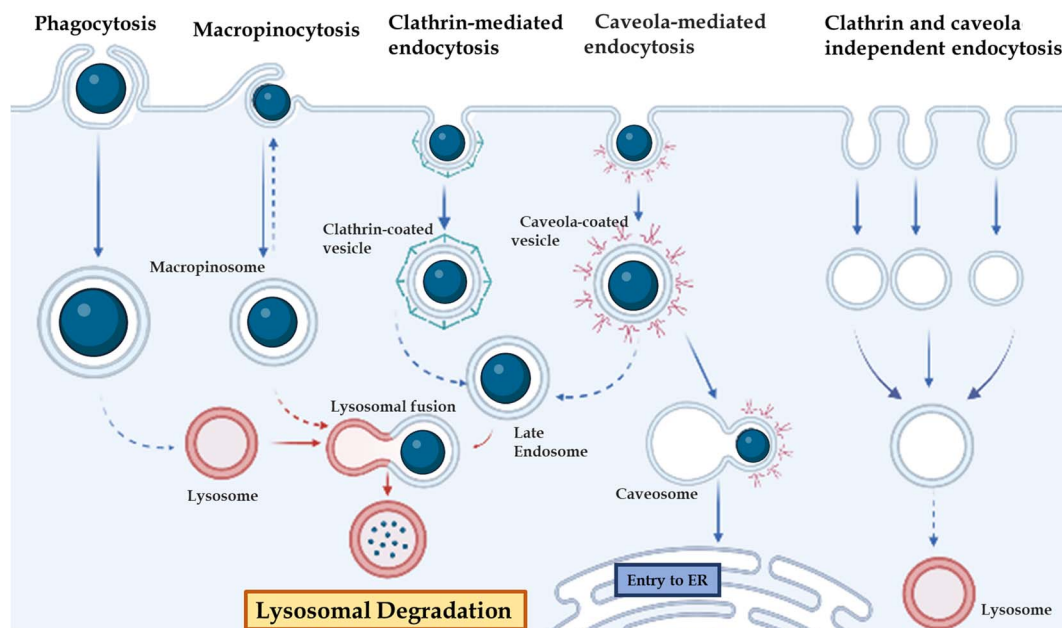 Phagocytosis
Macropinocytosis
Clathrin-mediated
endocytosis
Caveola-mediated
endocytosis
Clathrin and caveola
independent endocytosis
Clathrin-coated
vesicle
Caveola-coated
vesicle
Macropinosome
Lysosomal fusion
Late
Endosome
Lysosome
Caveosome
Entry to ER
Lysosomal Degradation
Lysosome